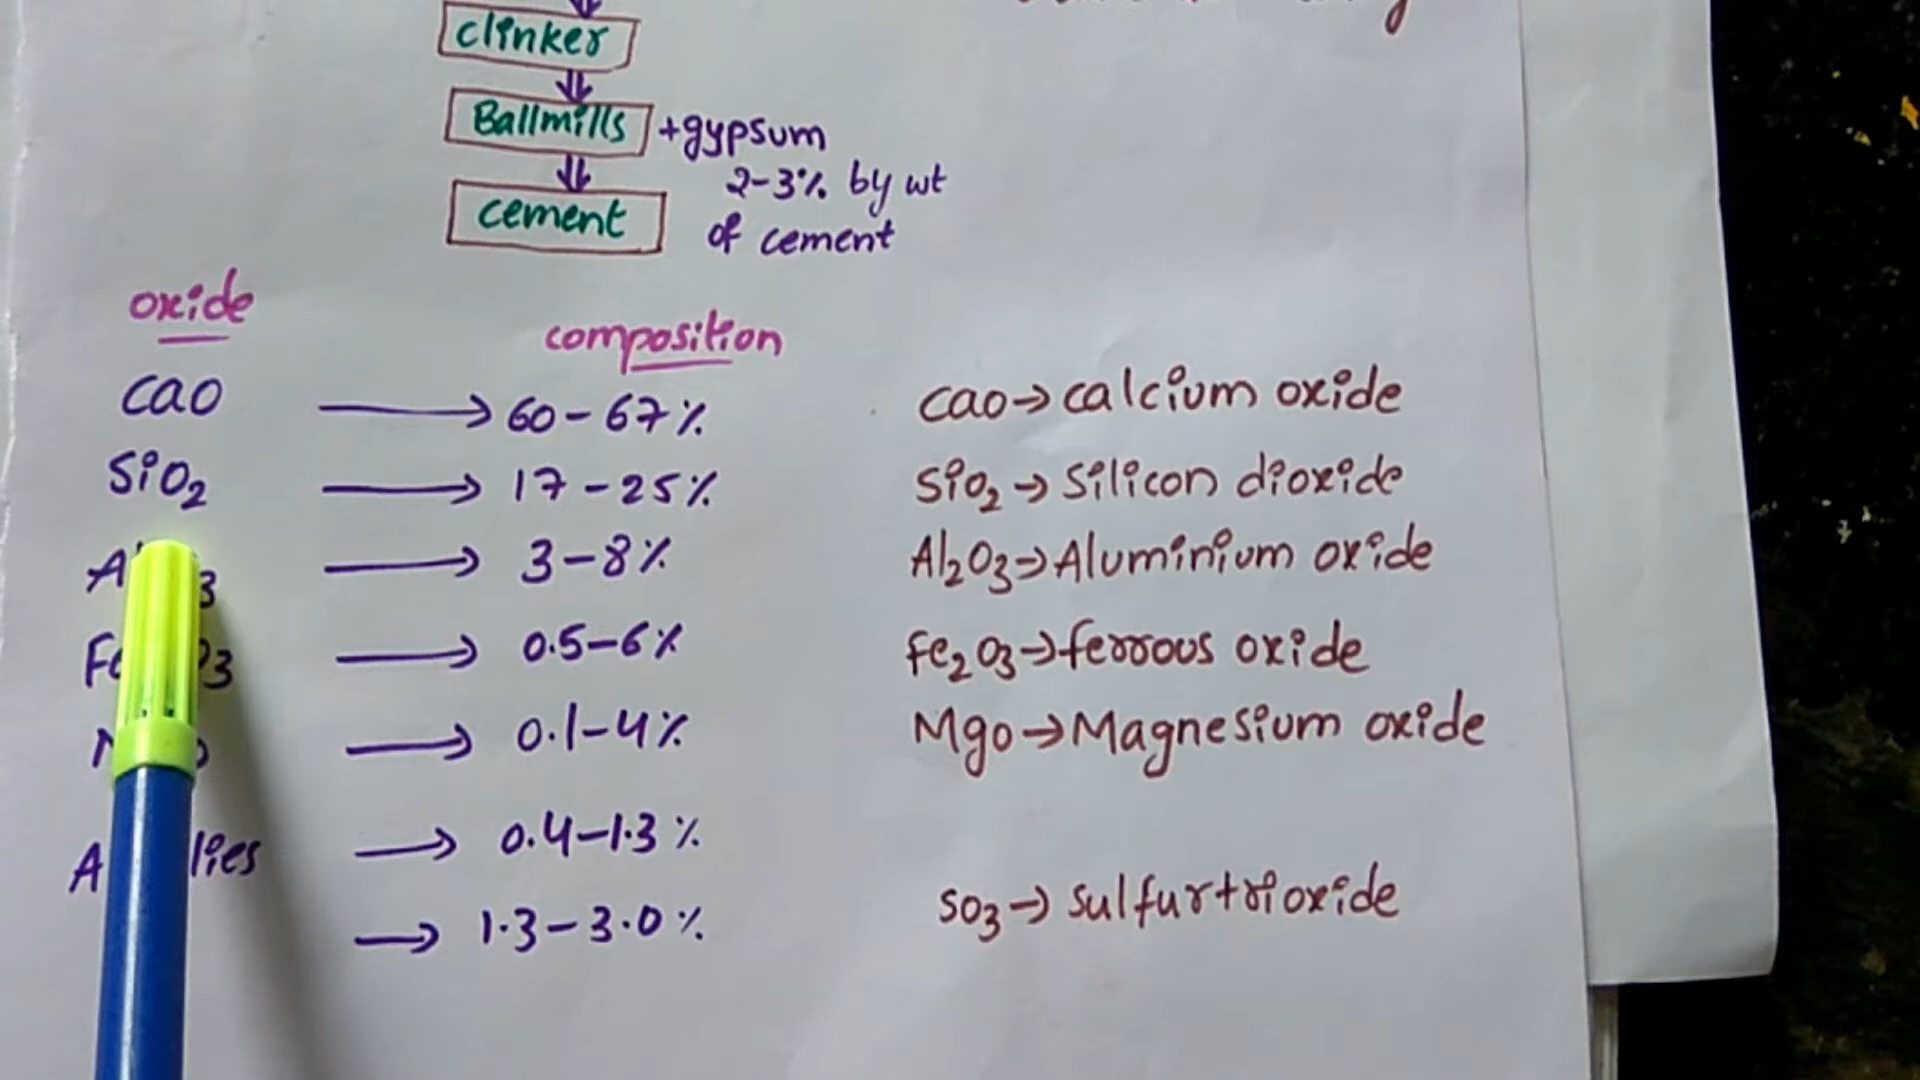 clinker
Ballmills +gypsum
2-3% by wt
cement of cement
oxide composition
CaO → 60-67% CaO→ calcium oxide
SiO₂ → 17-25% SiO₂→ Silicon dioxide
→ 3-8% Al₂O₃→Aluminium oxide
→ 0.5-6% Fe₂O₃→ferrous oxide
→ 0.1-4% MgO→Magnesium oxide
→ 0.4-1.3%
→ 1.3-3.0% SO₃→ Sulfurtrioxide